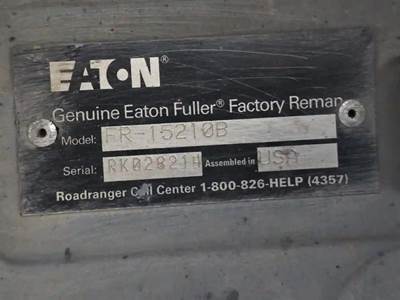 EATON®
Genuine Eaton Fuller® Factory Reman
Model: FR-15210B
Serial: RK028214 Assembled in USA
Roadranger Call Center 1-800-826-HELP (4357)